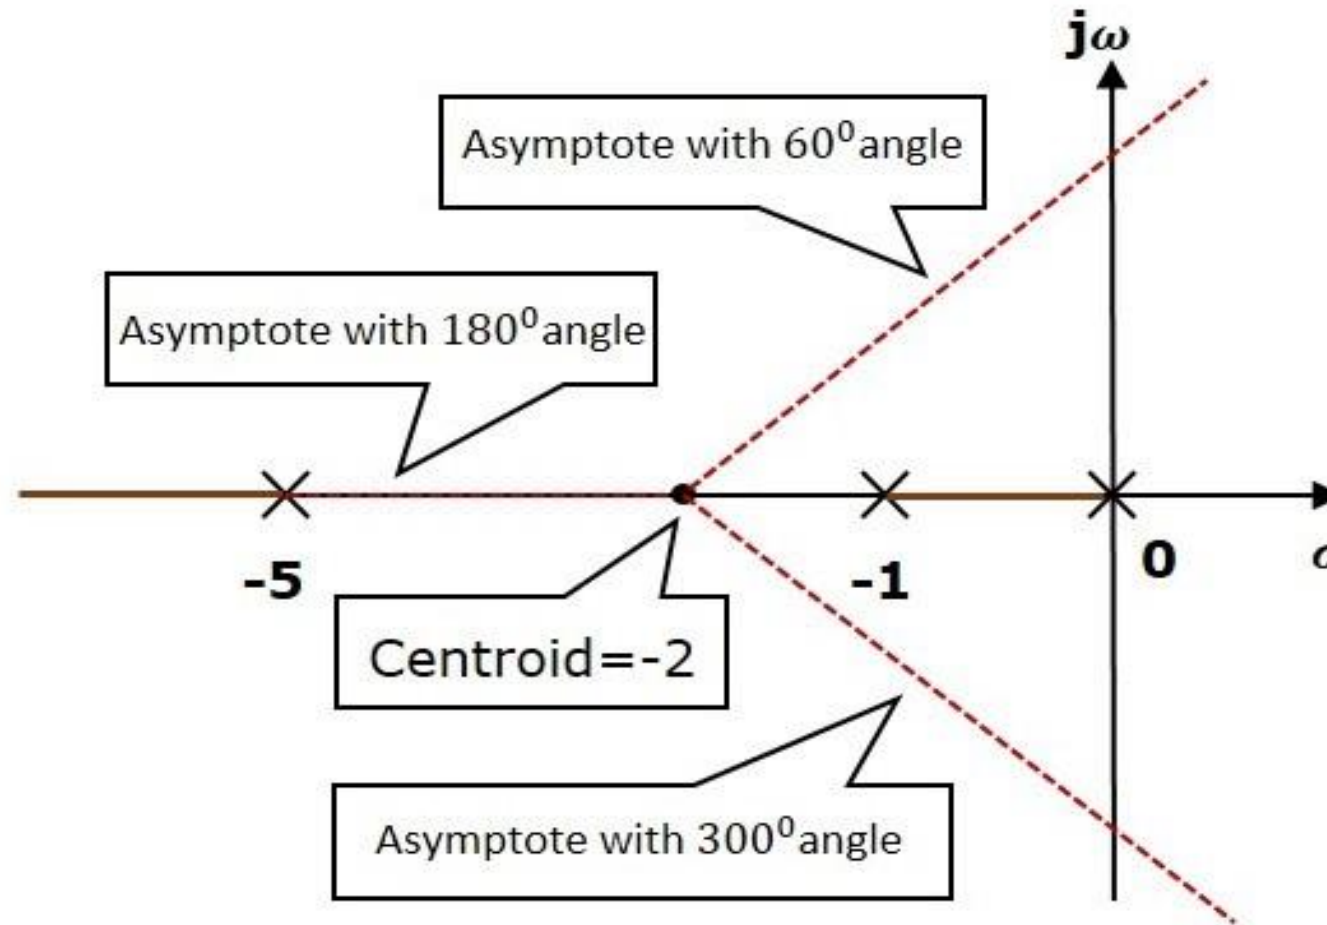 jω
Asymptote with 60⁰angle
Asymptote with 180⁰angle
-5
-1
0
Centroid=-2
Asymptote with 300⁰angle